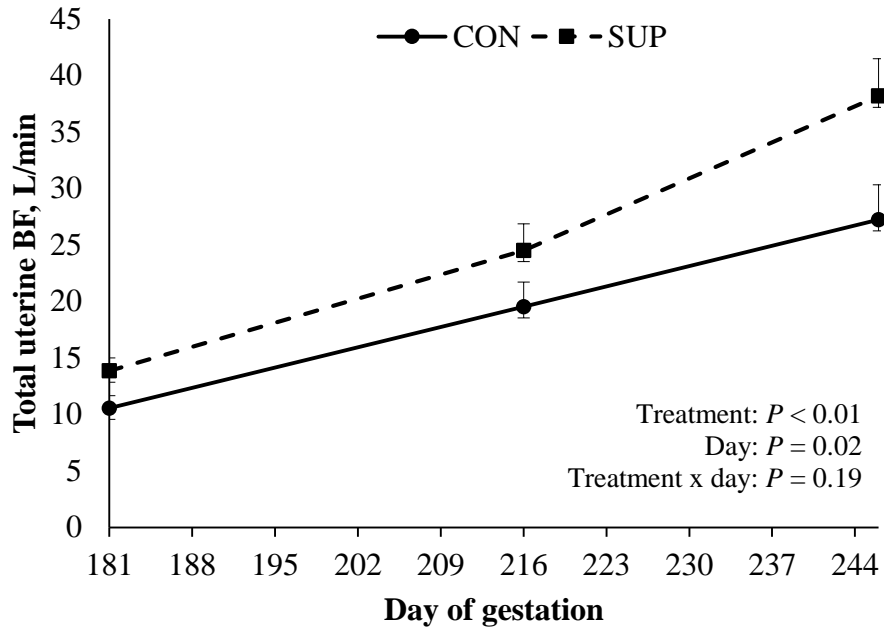 CON SUP
45
40
35
30
25
20
15
10
5
0
Total uterine BF, L/min
Treatment: P < 0.01
Day: P = 0.02
Treatment x day: P = 0.19
181 188 195 202 209 216 223 230 237 244
Day of gestation